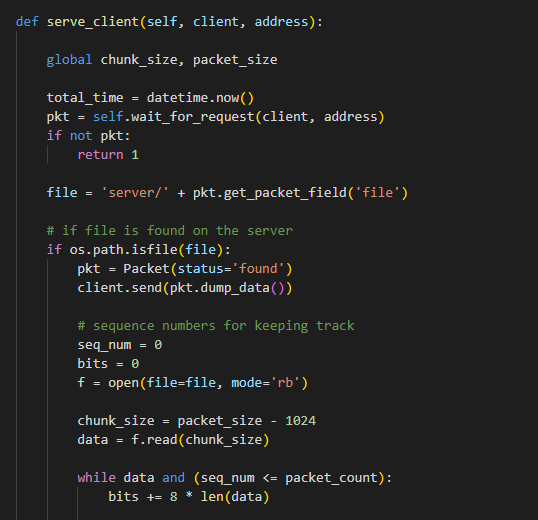 def serve_client(self, client, address):
global chunk_size, packet_size
total_time = datetime.now()
pkt = self.wait_for_request(client, address)
if not pkt:
return 1
file = 'server/' + pkt.get_packet_field('file')
# if file is found on the server
if os.path.isfile(file):
pkt = Packet(status='found')
client.send(pkt.dump_data())
# sequence numbers for keeping track
seq_num = 0
bits = 0
f = open(file=file, mode='rb')
chunk_size = packet_size - 1024
data = f.read(chunk_size)
while data and (seq_num <= packet_count):
bits += 8 * len(data)